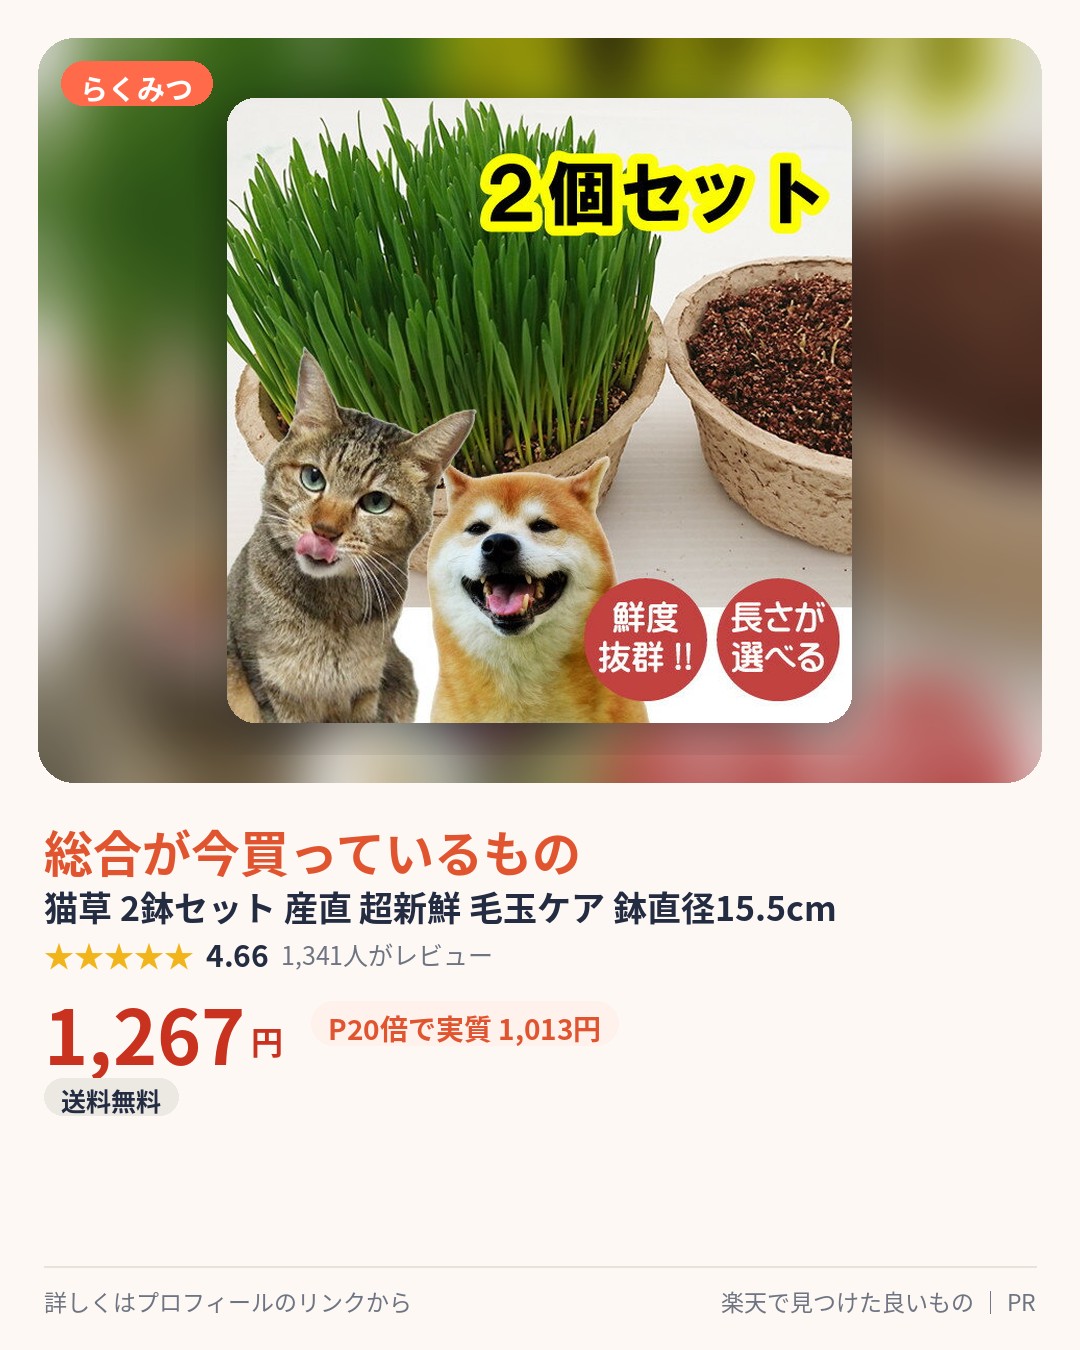 らくみつ
2個セット
鮮度
抜群!!
長さが
選べる
総合が今買っているもの
猫草 2鉢セット 産直 超新鮮 毛玉ケア 鉢直径15.5cm
★★★★★ 4.66 1,341人がレビュー
1,267円 P20倍で実質 1,013円
送料無料
詳しくはプロフィールのリンクから
楽天で見つけた良いもの | PR